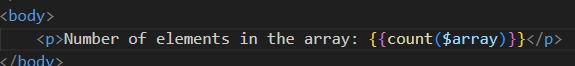 <body>
<p>Number of elements in the array: {{count($array)}}</p>
</body>